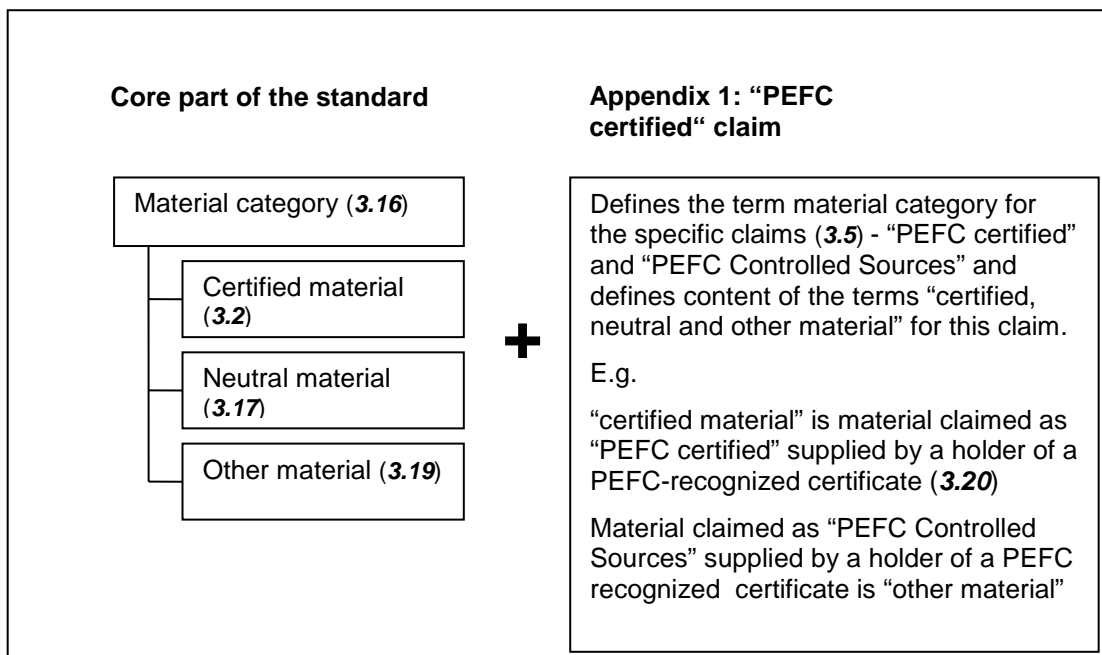 Core part of the standard
Material category (3.16)
Certified material
(3.2)
Neutral material
(3.17)
Other material (3.19)
+
Appendix 1: “PEFC
certified“ claim
Defines the term material category for
the specific claims (3.5) - “PEFC certified”
and “PEFC Controlled Sources” and
defines content of the terms “certified,
neutral and other material” for this claim.
E.g.
“certified material” is material claimed as
“PEFC certified” supplied by a holder of a
PEFC-recognized certificate (3.20)
Material claimed as “PEFC Controlled
Sources” supplied by a holder of a PEFC
recognized certificate is “other material”